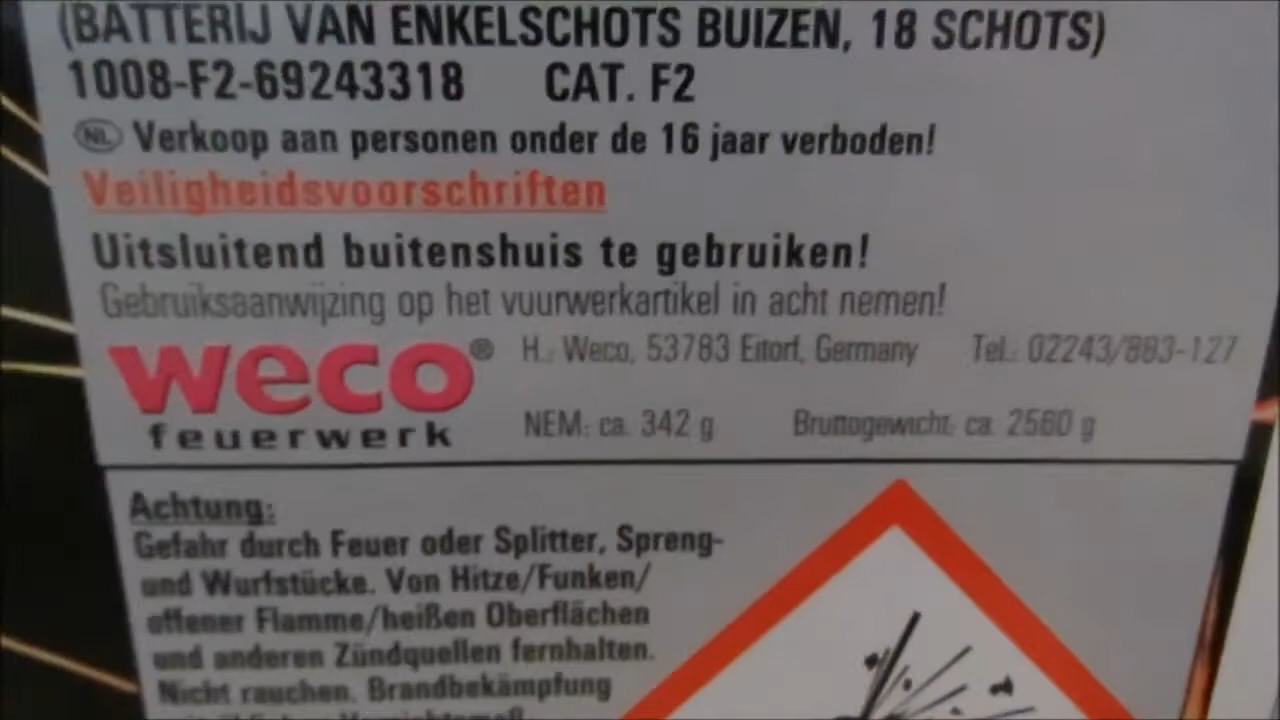 (BATTERIJ VAN ENKELSCHOTS BUIZEN, 18 SCHOTS)
1008-F2-69243318 CAT. F2
NL Verkoop aan personen onder de 16 jaar verboden!
Veiligheidsvoorschriften
Uitsluitend buitenshuis te gebruiken!
Gebruiksaanwijzing op het vuurwerkartikel in acht nemen!
weco® H. Weco, 53783 Eitorf, Germany Tel.: 02243/883-127
feuerwerk NEM: ca. 342 g Bruttogewicht: ca. 2560 g
Achtung:
Gefahr durch Feuer oder Splitter, Spreng-
und Wurfstücke. Von Hitze/Funken/
offener Flamme/heißen Oberflächen
und anderen Zündquellen fernhalten.
Nicht rauchen. Brandbekämpfung